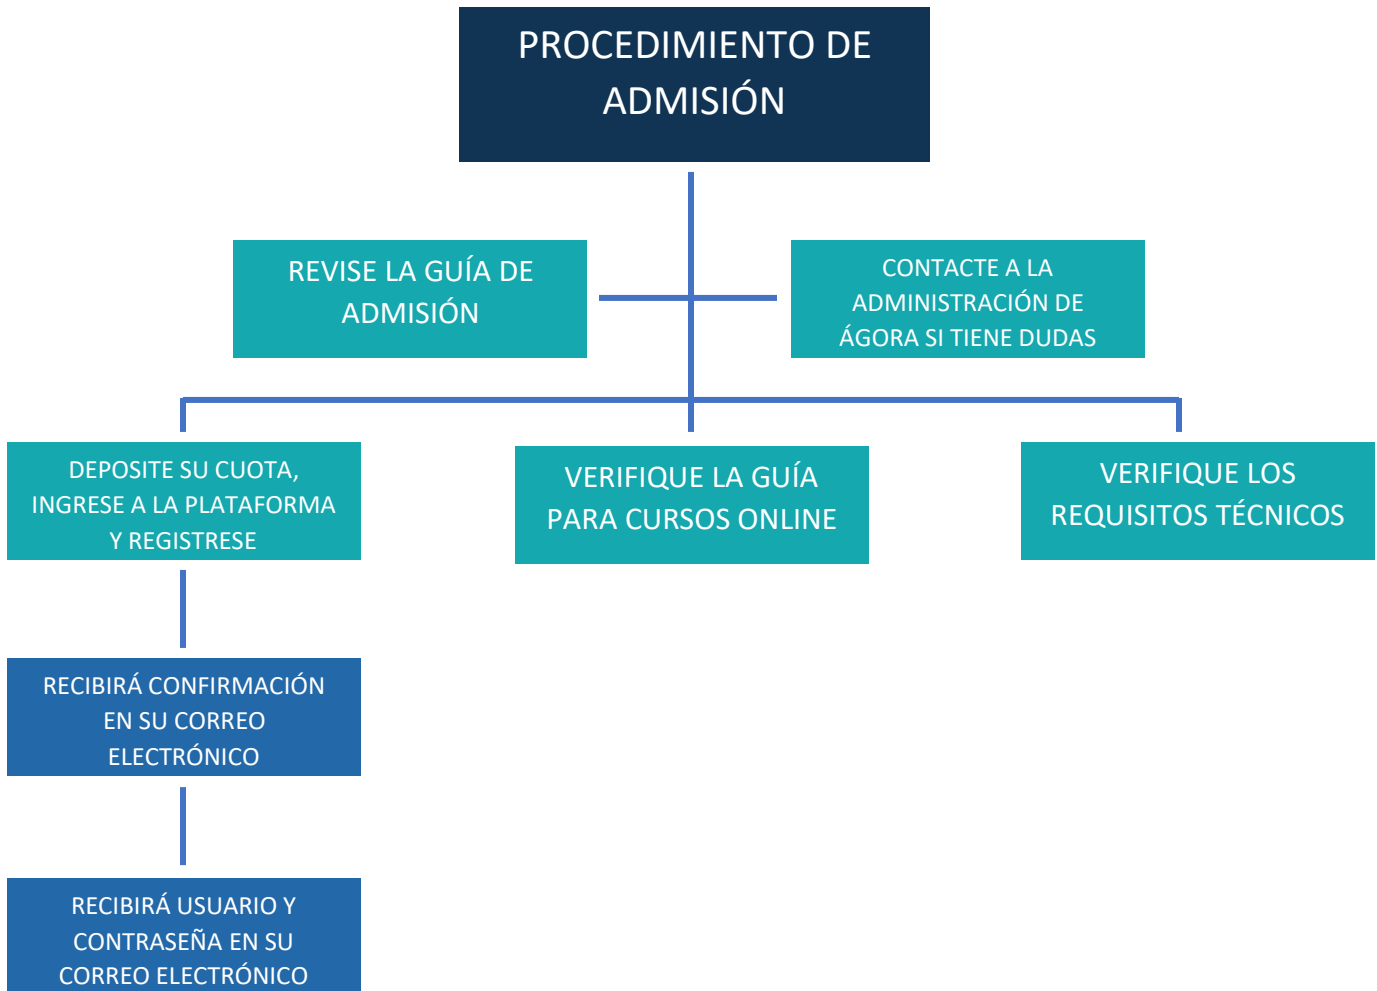 PROCEDIMIENTO DE
ADMISIÓN
REVISE LA GUÍA DE
ADMISIÓN
CONTACTE A LA
ADMINISTRACIÓN DE
ÁGORA SI TIENE DUDAS
DEPOSITE SU CUOTA,
INGRESE A LA PLATAFORMA
Y REGISTRESE
VERIFIQUE LA GUÍA
PARA CURSOS ONLINE
VERIFIQUE LOS
REQUISITOS TÉCNICOS
RECIBIRÁ CONFIRMACIÓN
EN SU CORREO
ELECTRÓNICO
RECIBIRÁ USUARIO Y
CONTRASEÑA EN SU
CORREO ELECTRÓNICO